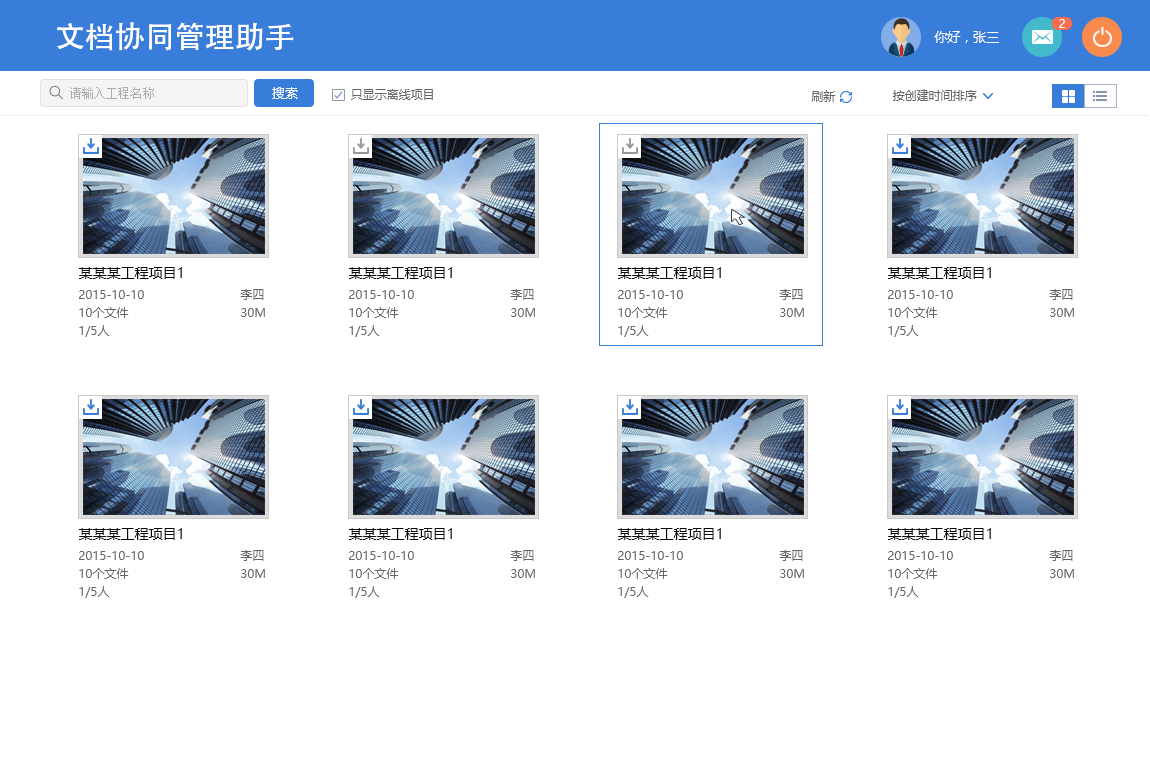 文档协同管理助手
你好，张三
2
请输入工程名称
搜索
只显示离线项目
刷新
按创建时间排序
某某某工程项目1
2015-10-10 李四
10个文件 30M
1/5人
某某某工程项目1
2015-10-10 李四
10个文件 30M
1/5人
某某某工程项目1
2015-10-10 李四
10个文件 30M
1/5人
某某某工程项目1
2015-10-10 李四
10个文件 30M
1/5人
某某某工程项目1
2015-10-10 李四
10个文件 30M
1/5人
某某某工程项目1
2015-10-10 李四
10个文件 30M
1/5人
某某某工程项目1
2015-10-10 李四
10个文件 30M
1/5人
某某某工程项目1
2015-10-10 李四
10个文件 30M
1/5人